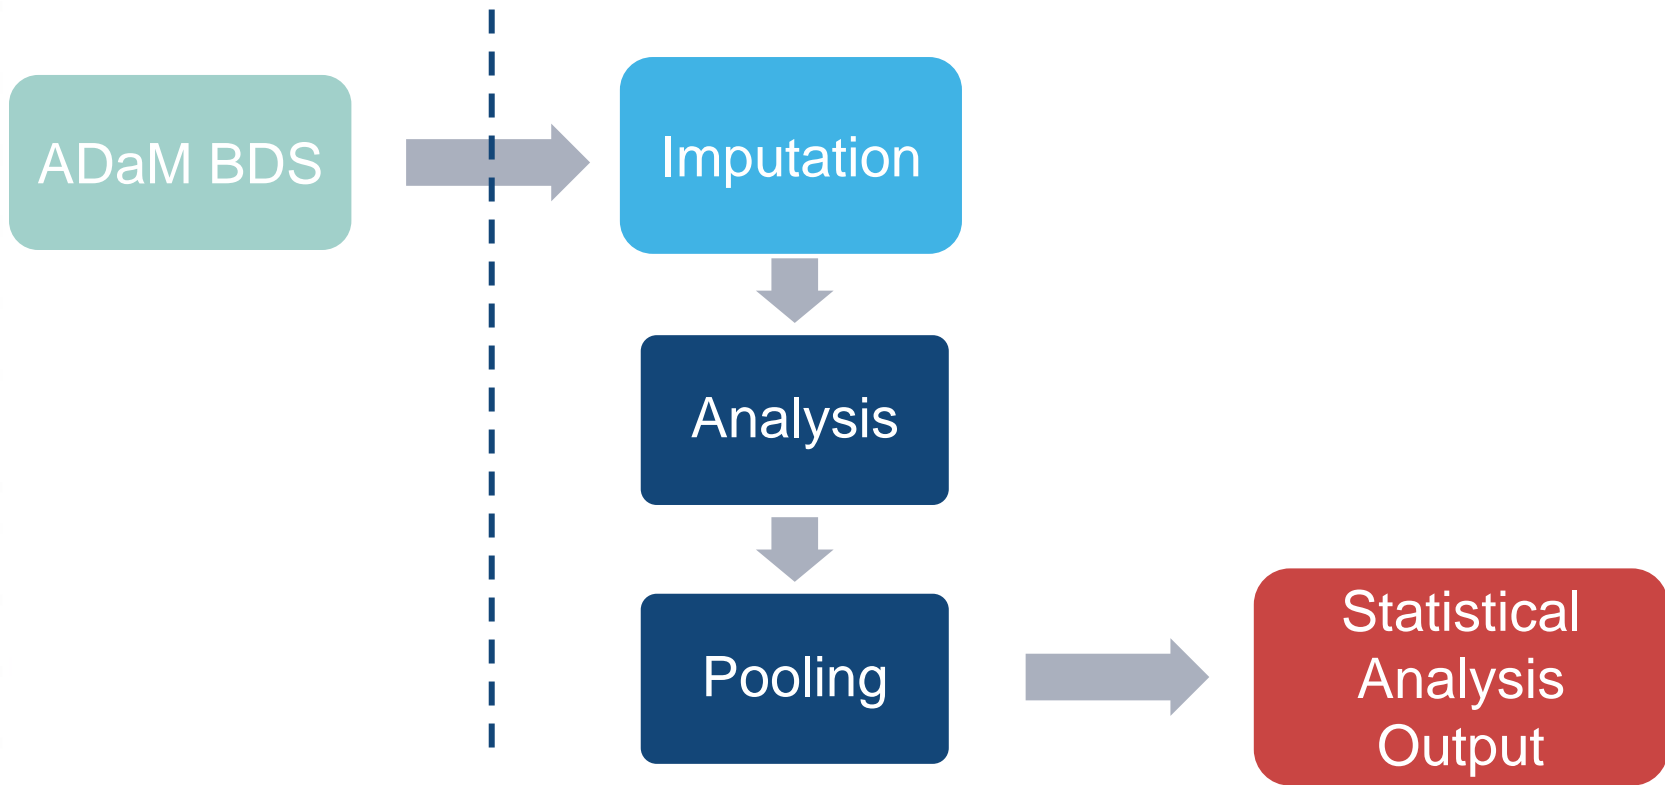 ADaM BDS
Imputation
Analysis
Pooling
Statistical
Analysis
Output